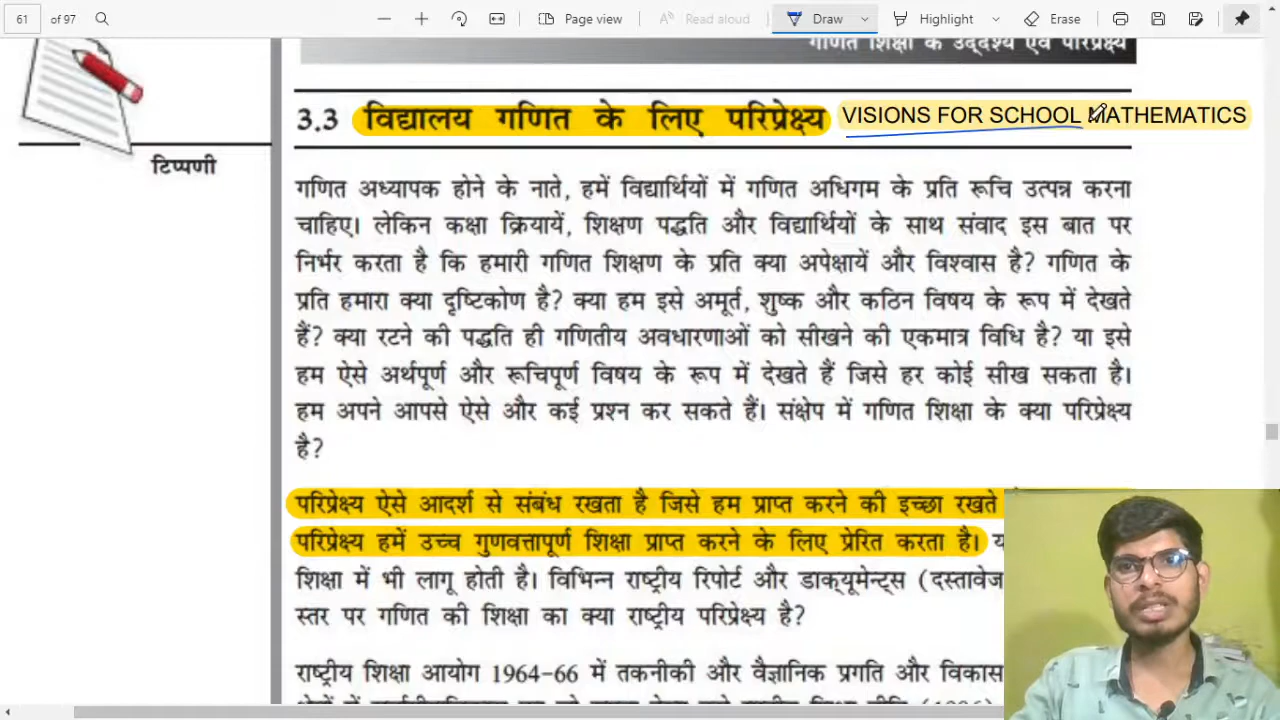 61 of 97 Page view Read aloud Draw Highlight Erase
गणित शिक्षा के उद्देश्य एवं परिप्रेक्ष्य
3.3 विद्यालय गणित के लिए परिप्रेक्ष्य VISIONS FOR SCHOOL MATHEMATICS
टिप्पणी
गणित अध्यापक होने के नाते, हमें विद्यार्थियों में गणित अधिगम के प्रति रूचि उत्पन्न करना
चाहिए। लेकिन कक्षा क्रियायें, शिक्षण पद्धति और विद्यार्थियों के साथ संवाद इस बात पर
निर्भर करता है कि हमारी गणित शिक्षण के प्रति क्या अपेक्षायें और विश्वास है? गणित के
प्रति हमारा क्या दृष्टिकोण है? क्या हम इसे अमूर्त, शुष्क और कठिन विषय के रूप में देखते
हैं? क्या रटने की पद्धति ही गणितीय अवधारणाओं को सीखने की एकमात्र विधि है? या इसे
हम ऐसे अर्थपूर्ण और रूचिपूर्ण विषय के रूप में देखते हैं जिसे हर कोई सीख सकता है।
हम अपने आपसे ऐसे और कई प्रश्न कर सकते हैं। संक्षेप में गणित शिक्षा के क्या परिप्रेक्ष्य
है?
परिप्रेक्ष्य ऐसे आदर्श से संबंध रखता है जिसे हम प्राप्त करने की इच्छा रखते
परिप्रेक्ष्य हमें उच्च गुणवत्तापूर्ण शिक्षा प्राप्त करने के लिए प्रेरित करता है।
शिक्षा में भी लागू होती है। विभिन्न राष्ट्रीय रिपोर्ट और डाक्यूमेन्ट्स (दस्तावेज
स्तर पर गणित की शिक्षा का क्या राष्ट्रीय परिप्रेक्ष्य है?
राष्ट्रीय शिक्षा आयोग 1964-66 में तकनीकी और वैज्ञानिक प्रगति और विकास